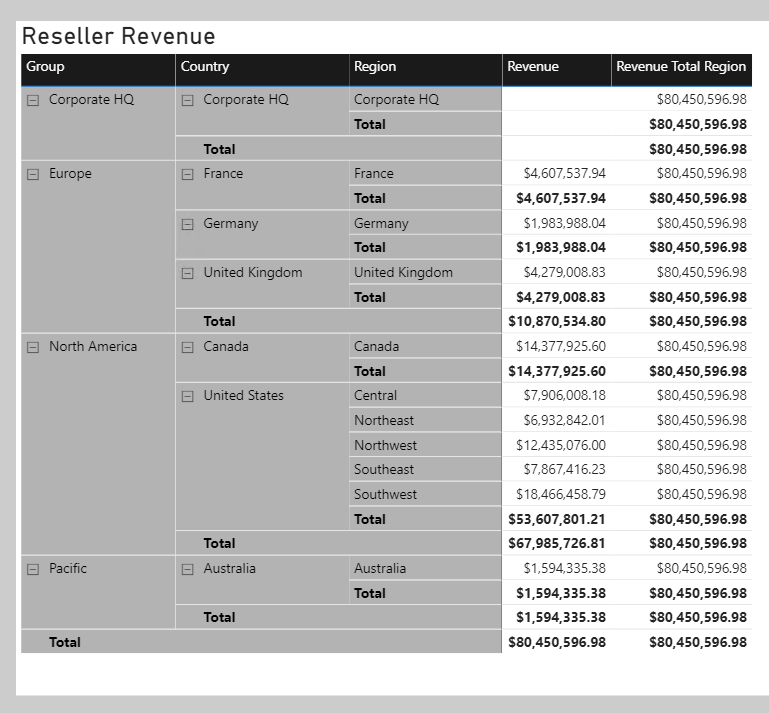 Reseller Revenue
Group Country Region Revenue Revenue Total Region
Corporate HQ Corporate HQ Corporate HQ $80,450,596.98
Total $80,450,596.98
Total $80,450,596.98
Europe France France $4,607,537.94 $80,450,596.98
Total $4,607,537.94 $80,450,596.98
Germany Germany $1,983,988.04 $80,450,596.98
Total $1,983,988.04 $80,450,596.98
United Kingdom United Kingdom $4,279,008.83 $80,450,596.98
Total $4,279,008.83 $80,450,596.98
Total $10,870,534.80 $80,450,596.98
North America Canada Canada $14,377,925.60 $80,450,596.98
Total $14,377,925.60 $80,450,596.98
United States Central $7,906,008.18 $80,450,596.98
Northeast $6,932,842.01 $80,450,596.98
Northwest $12,435,076.00 $80,450,596.98
Southeast $7,867,416.23 $80,450,596.98
Southwest $18,466,458.79 $80,450,596.98
Total $53,607,801.21 $80,450,596.98
Total $67,985,726.81 $80,450,596.98
Pacific Australia Australia $1,594,335.38 $80,450,596.98
Total $1,594,335.38 $80,450,596.98
Total $1,594,335.38 $80,450,596.98
Total $80,450,596.98 $80,450,596.98